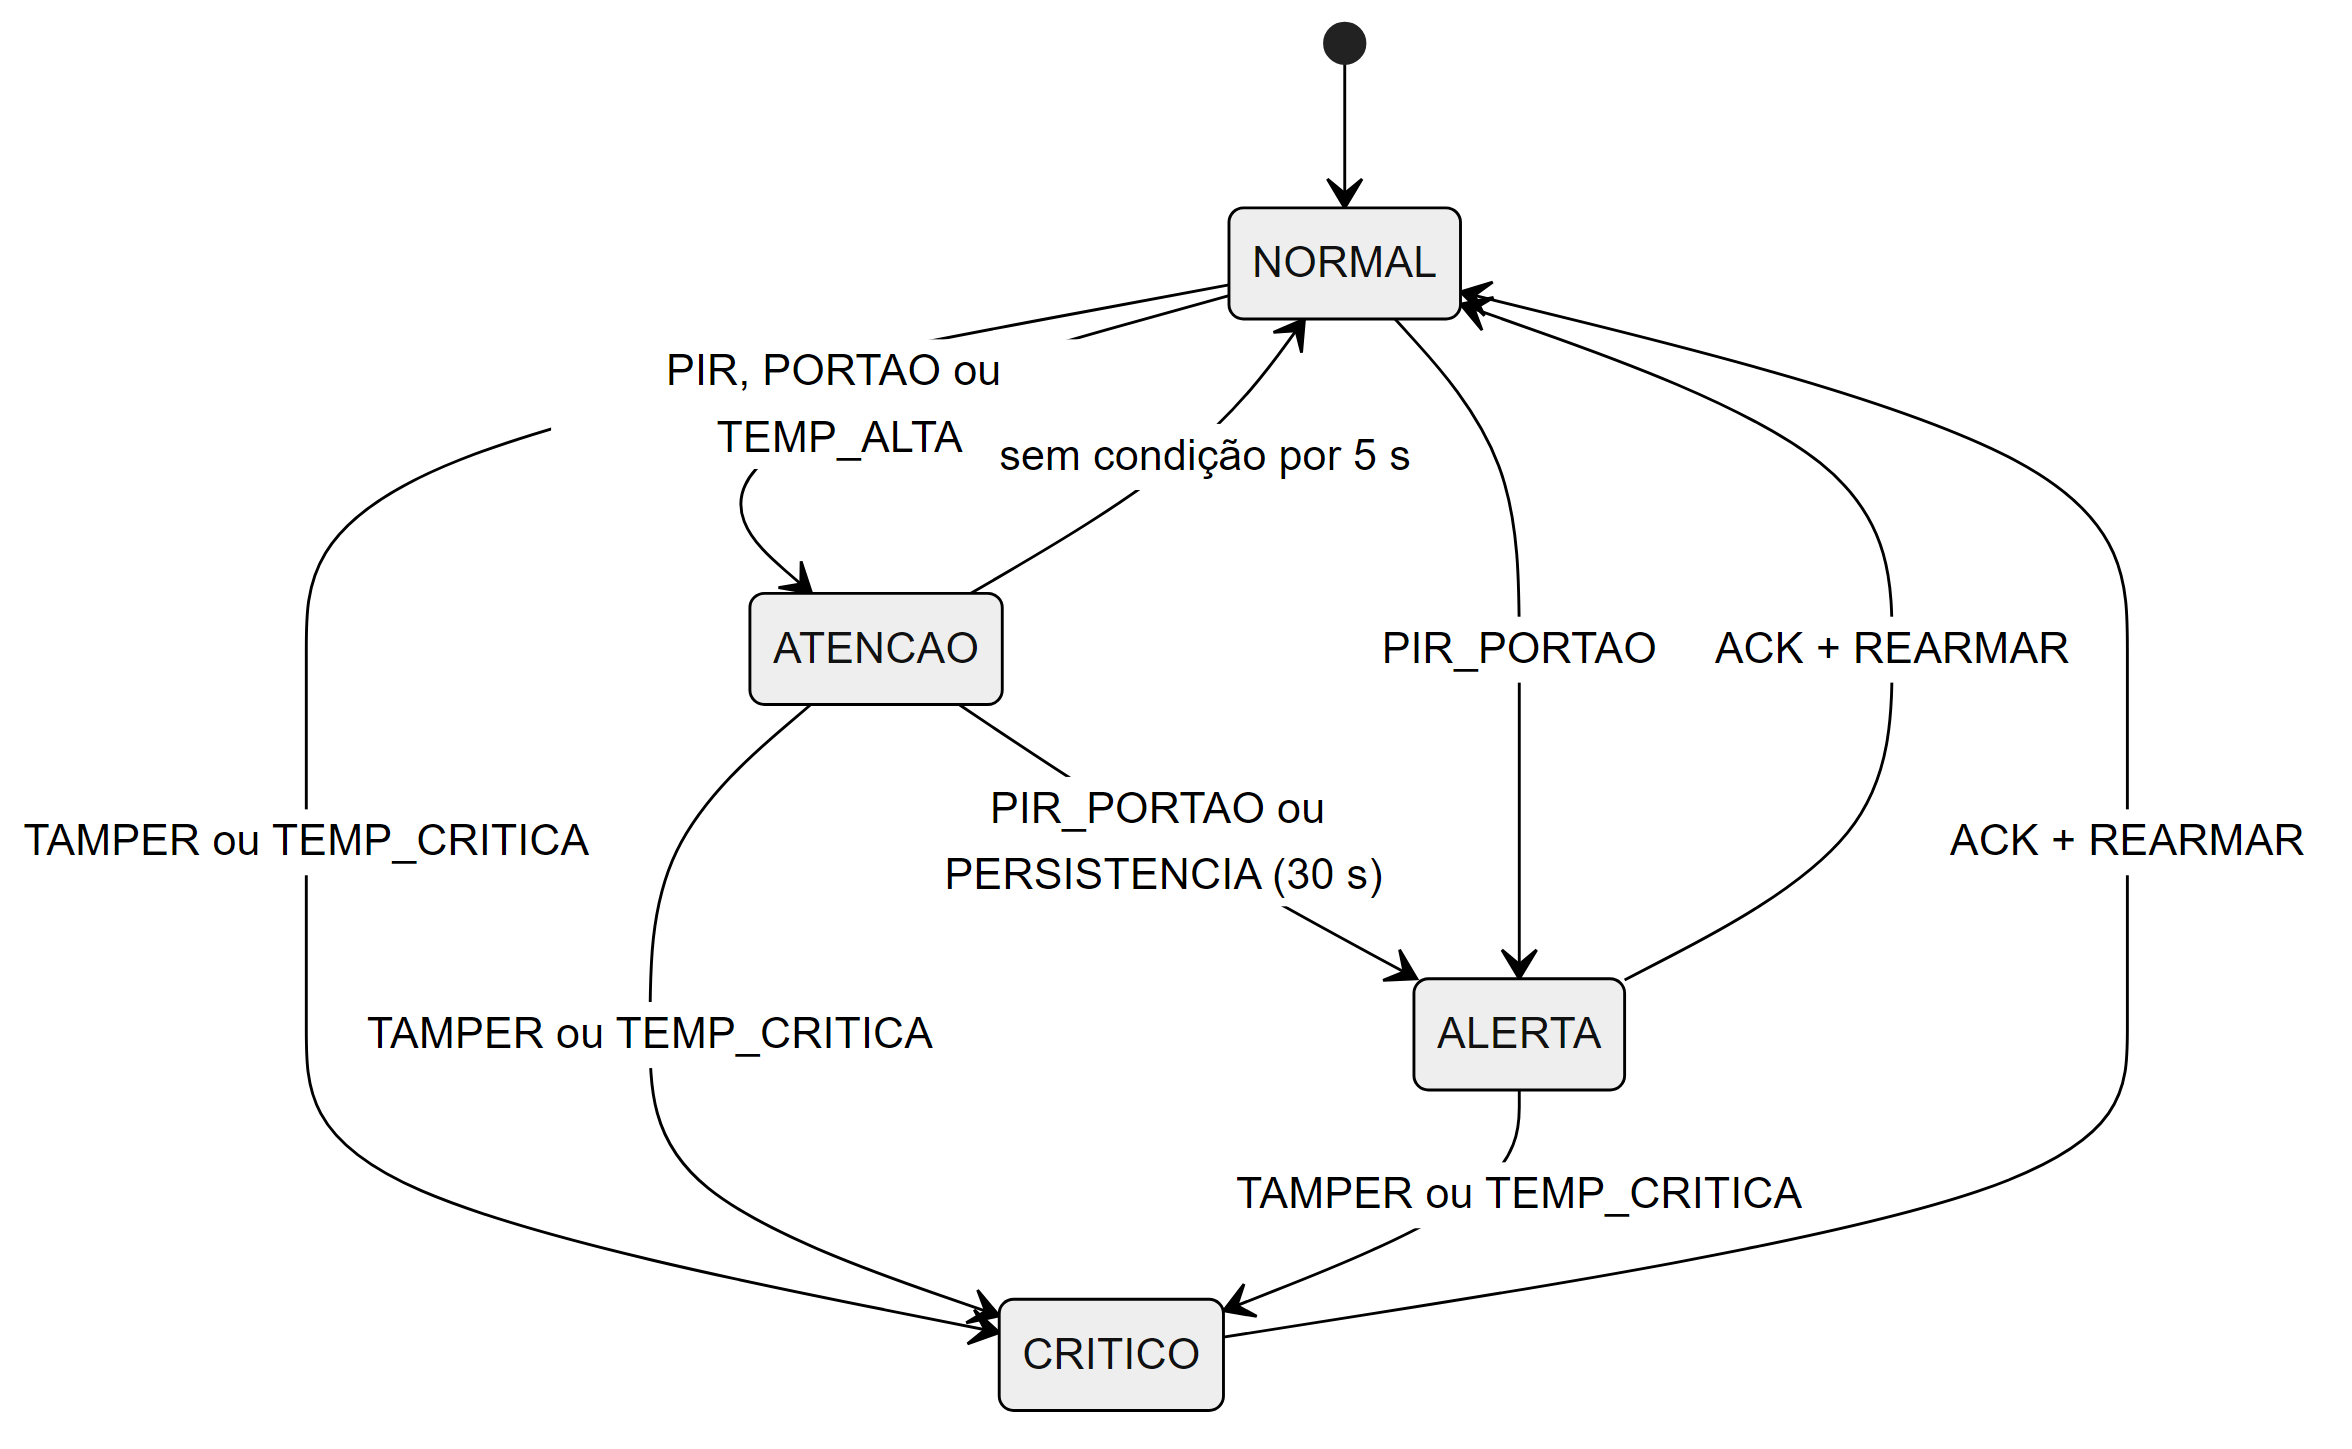 NORMAL
PIR, PORTAO ou
TEMP_ALTA
sem condição por 5 s
ATENCAO
PIR_PORTAO
ACK + REARMAR
PIR_PORTAO ou
PERSISTENCIA (30 s)
TAMPER ou TEMP_CRITICA
ACK + REARMAR
TAMPER ou TEMP_CRITICA
ALERTA
TAMPER ou TEMP_CRITICA
CRITICO